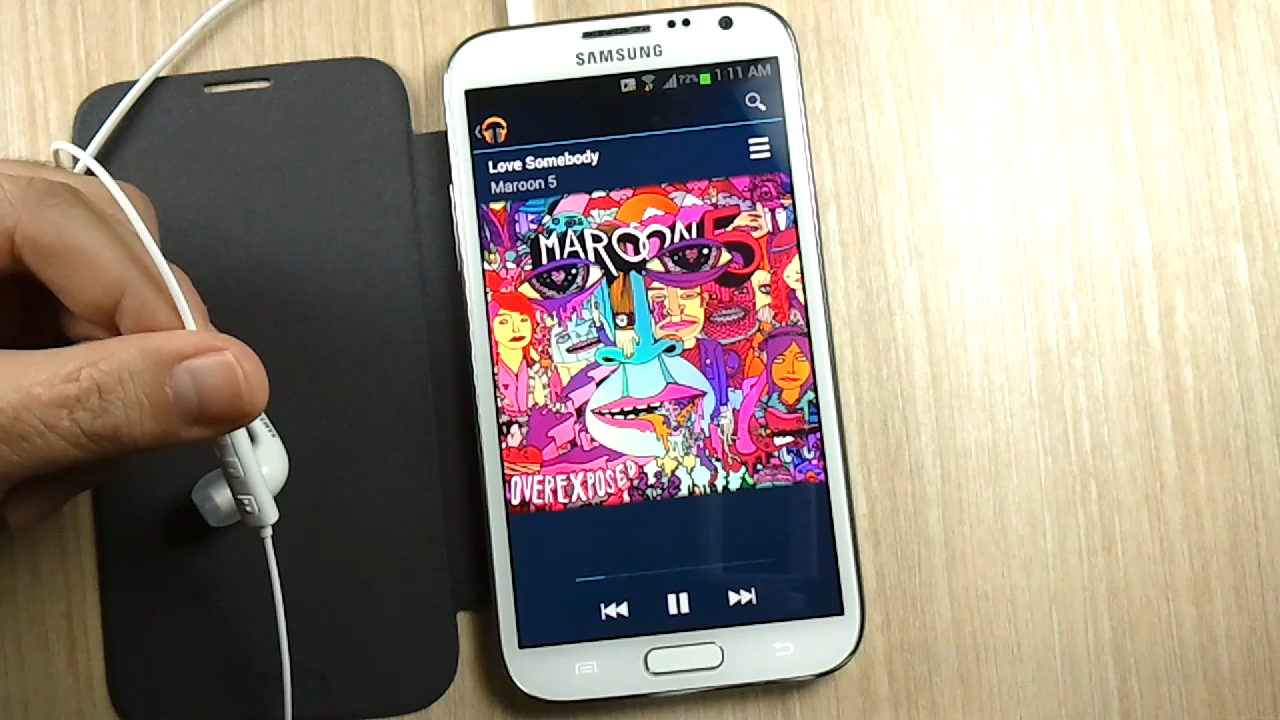 SAMSUNG
72% 1:11 AM
Love Somebody
Maroon 5
MAROON 5
OVEREXPOSED